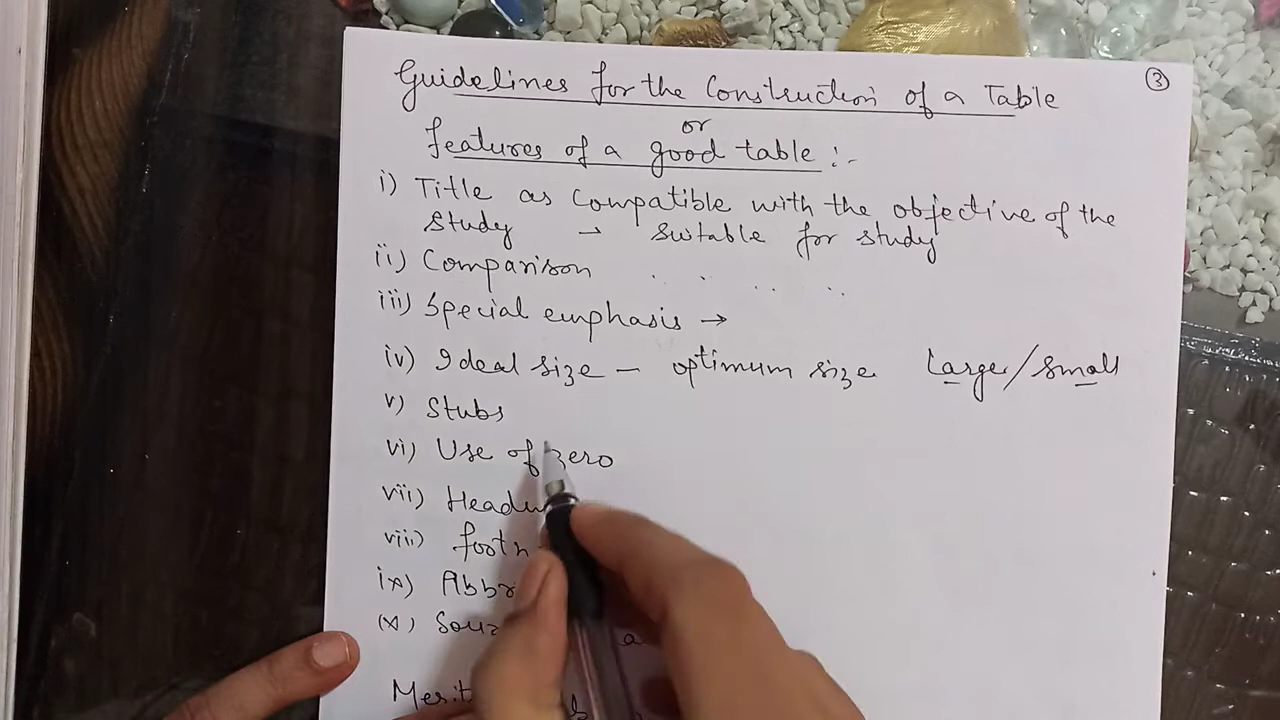 Guidelines for the Construction of a Table ③
or
features of a good table :-
i) Title as compatible with the objective of the
study → suitable for study
ii) Comparison
iii) Special emphasis →
iv) Ideal size – optimum size Large/small
v) Stubs
vi) Use of zero
vii)
viii)
ix)
(x)